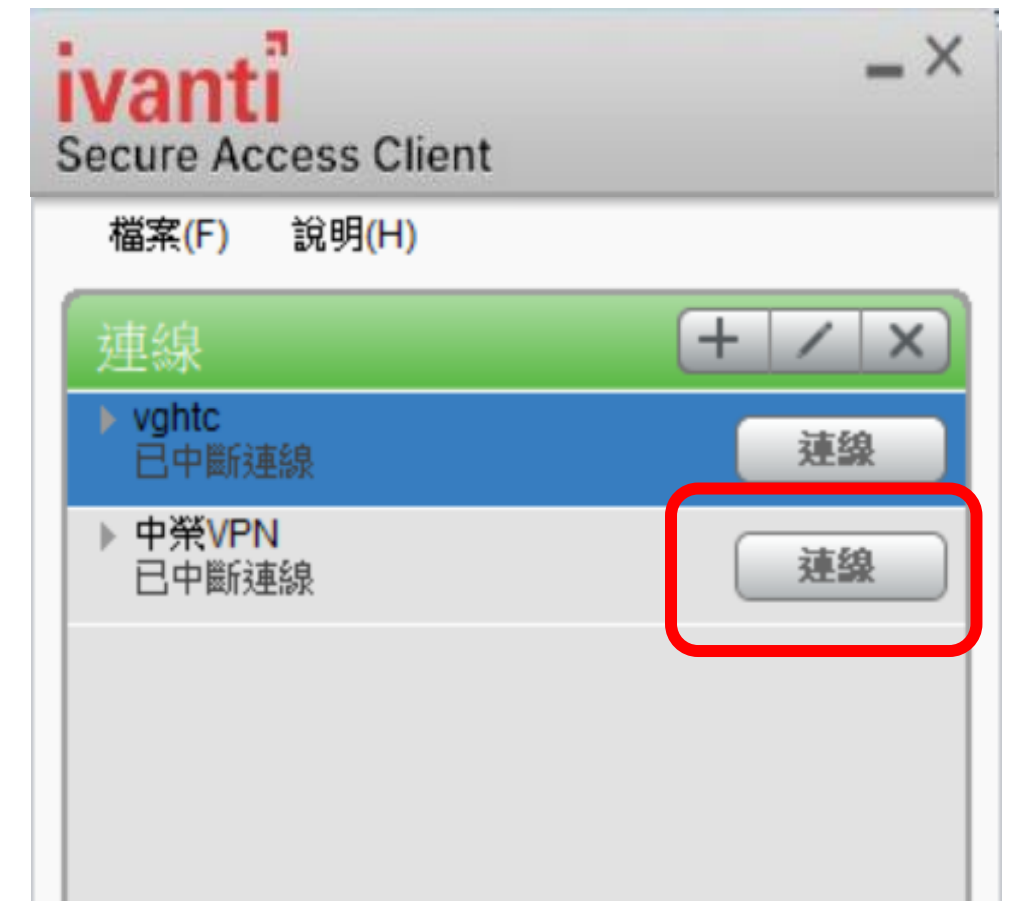 ivanti
Secure Access Client
檔案(F) 說明(H)
連線
vghtc
已中斷連線
連線
中榮VPN
已中斷連線
連線